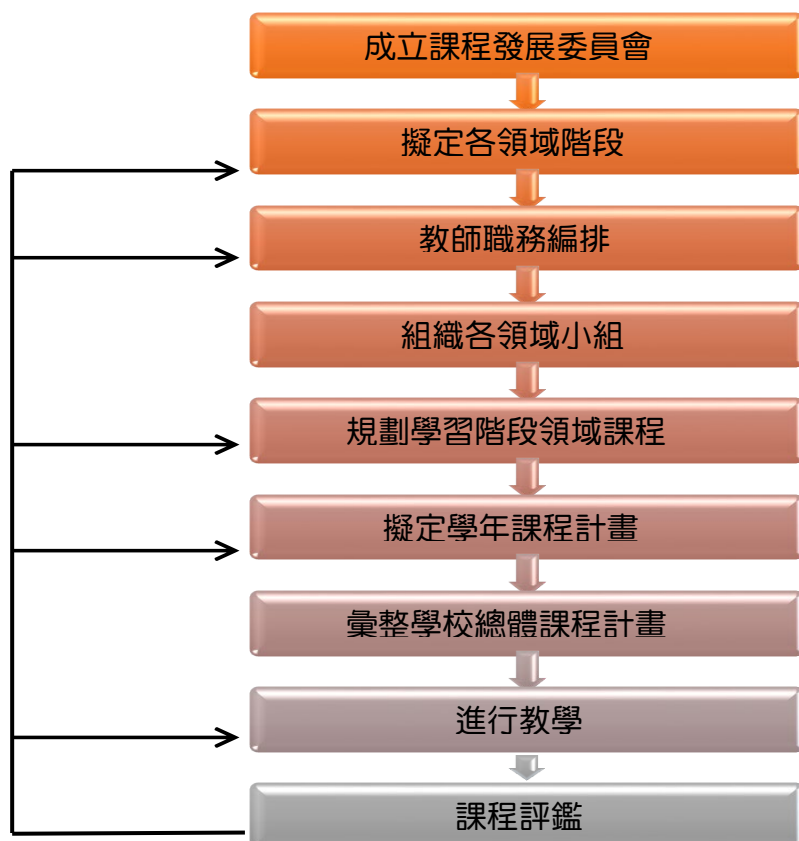 成立課程發展委員會
擬定各領域階段
教師職務編排
組織各領域小組
規劃學習階段領域課程
擬定學年課程計畫
彙整學校總體課程計畫
進行教學
課程評鑑